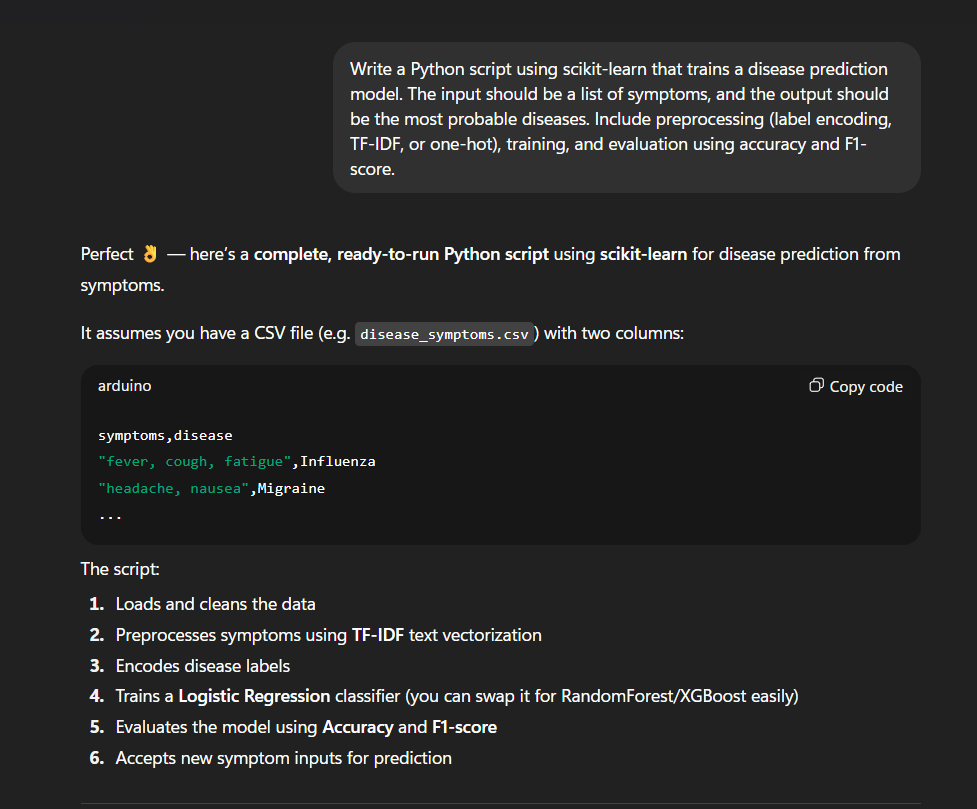 Write a Python script using scikit-learn that trains a disease prediction
model. The input should be a list of symptoms, and the output should
be the most probable diseases. Include preprocessing (label encoding,
TF-IDF, or one-hot), training, and evaluation using accuracy and F1-
score.
Perfect 👌 — here's a complete, ready-to-run Python script using scikit-learn for disease prediction from
symptoms.
It assumes you have a CSV file (e.g. disease_symptoms.csv) with two columns:
arduino
Copy code
symptoms,disease
"fever, cough, fatigue",Influenza
"headache, nausea",Migraine
...
The script:
1. Loads and cleans the data
2. Preprocesses symptoms using TF-IDF text vectorization
3. Encodes disease labels
4. Trains a Logistic Regression classifier (you can swap it for RandomForest/XGBoost easily)
5. Evaluates the model using Accuracy and F1-score
6. Accepts new symptom inputs for prediction